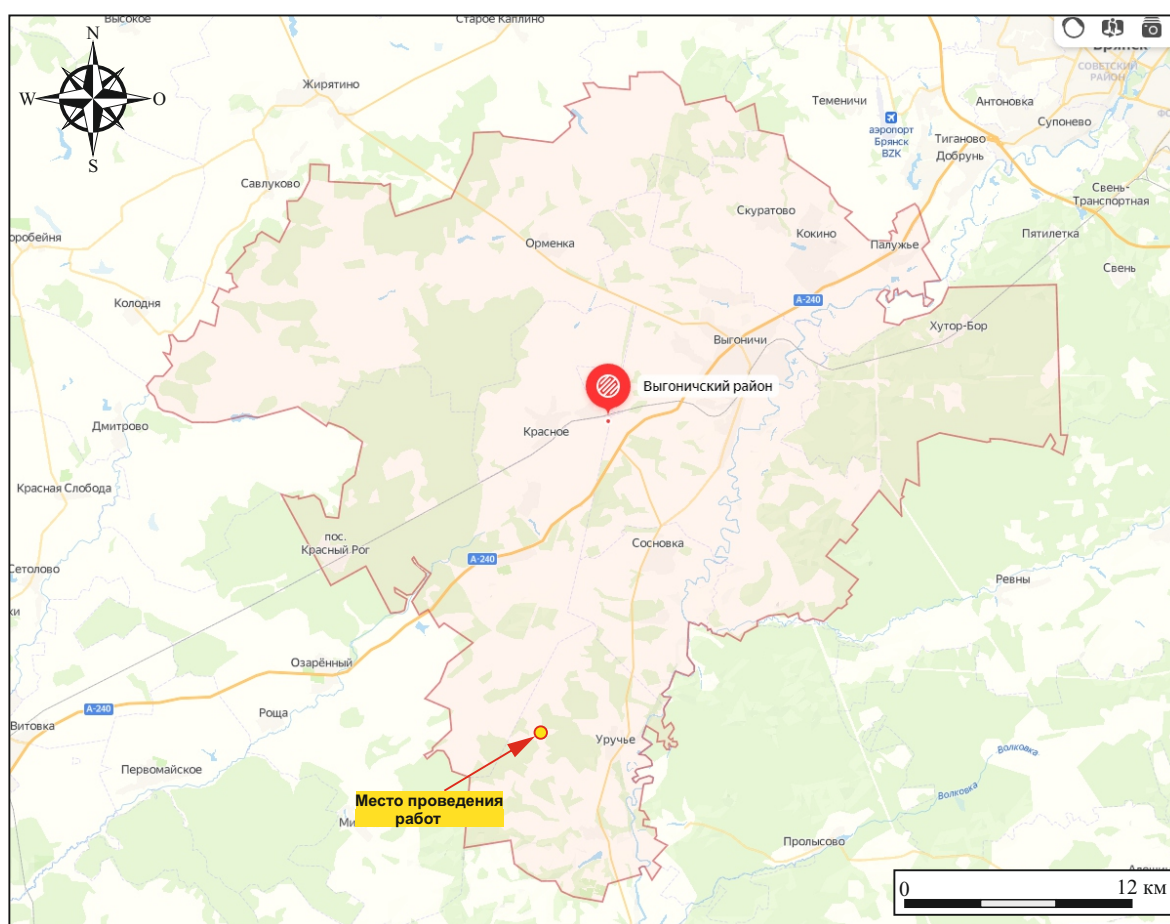 Высокое
Старое Каплино
N
Брянск
СОВЕТСКИЙ
РАЙОН
Жирятино
W
O
Теменичи
Антоновка
аэропорт
Брянск
BZK
Супонево
Тиганово
Добрунь
S
Савлуково
Свень-
Транспортная
Скуратово
Кокино
Пятилетка
оробейня
Орменка
Палужье
Свень
Колодня
А-240
Хутор-Бор
Выгоничи
Выгоничский район
Дмитрово
Красное
Красная Слобода
пос.
Красный Рог
Сосновка
А-240
Сетолово
Ревны
ки
Озарённый
А-240
Роща
Витовка
Уручье
Волковка
Первомайское
Волковка
Место проведения
работ
Ми
Пролысово
0
12 км